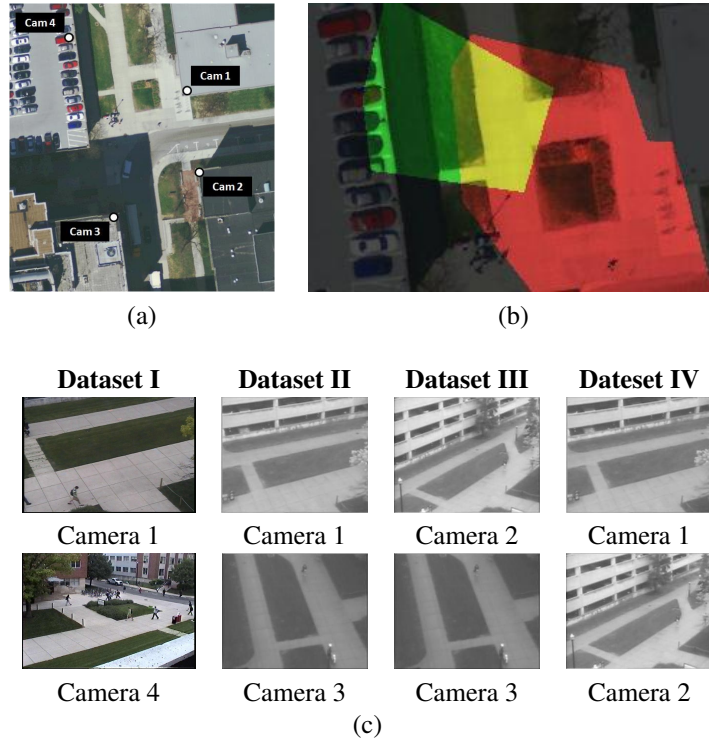 Cam 4
Cam 1
Cam 2
Cam 3
(a) (b)
Dataset I Dataset II Dataset III Dateset IV
Camera 1 Camera 1 Camera 2 Camera 1
Camera 4 Camera 3 Camera 3 Camera 2
(c)